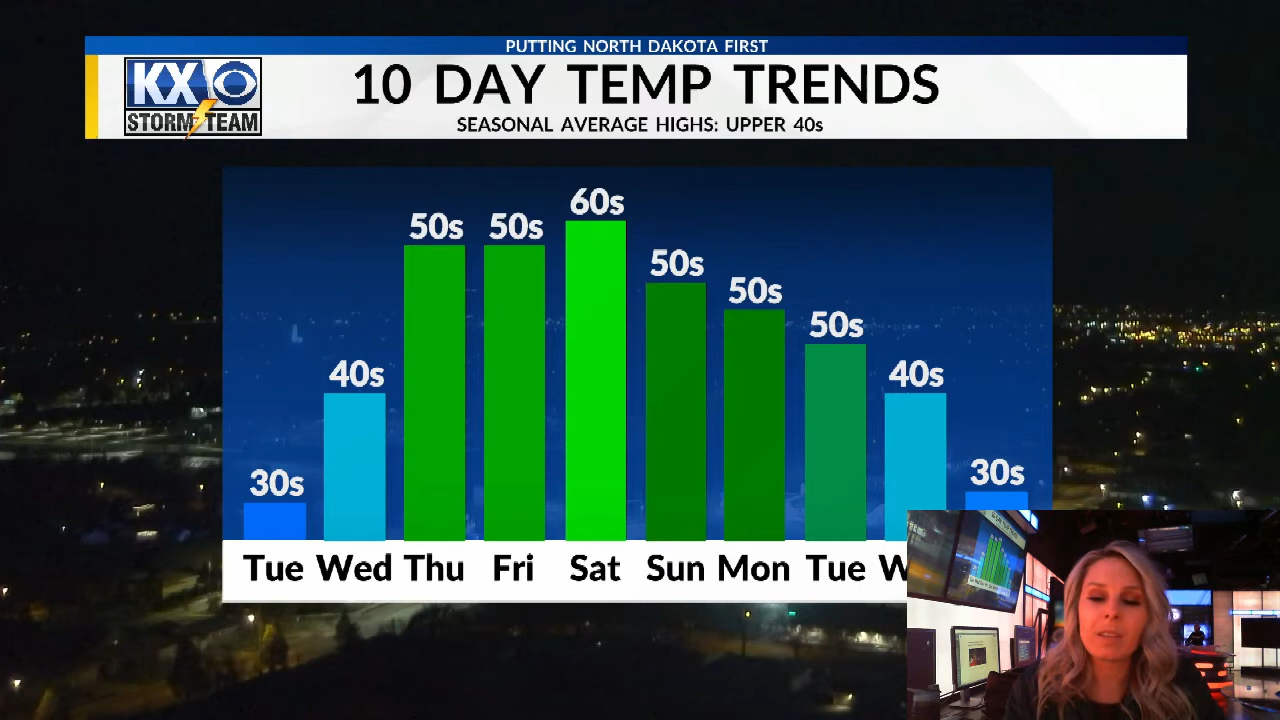 PUTTING NORTH DAKOTA FIRST
KX
STORM TEAM
10 DAY TEMP TRENDS
SEASONAL AVERAGE HIGHS: UPPER 40s
30s 40s 50s 50s 60s 50s 50s 50s 40s 30s
Tue Wed Thu Fri Sat Sun Mon Tue W